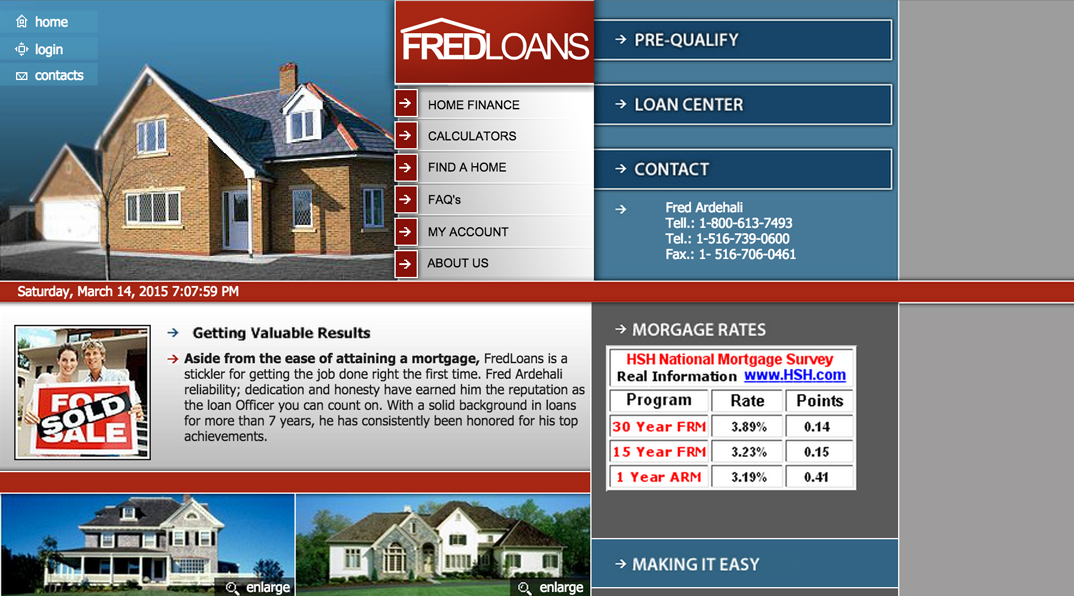 home
login
contacts
FREDLOANS
HOME FINANCE
CALCULATORS
FIND A HOME
FAQ's
MY ACCOUNT
ABOUT US
PRE-QUALIFY
LOAN CENTER
CONTACT
Fred Ardehali
Tell.: 1-800-613-7493
Tel.: 1-516-739-0600
Fax.: 1- 516-706-0461
Saturday, March 14, 2015 7:07:59 PM
FOR
SOLD
SALE
Getting Valuable Results
Aside from the ease of attaining a mortgage, FredLoans is a
stickler for getting the job done right the first time. Fred Ardehali
reliability; dedication and honesty have earned him the reputation as
the loan Officer you can count on. With a solid background in loans
for more than 7 years, he has consistently been honored for his top
achievements.
MORGAGE RATES
HSH National Mortgage Survey
Real Information www.HSH.com
Program Rate Points
30 Year FRM 3.89% 0.14
15 Year FRM 3.23% 0.15
1 Year ARM 3.19% 0.41
enlarge
enlarge
MAKING IT EASY